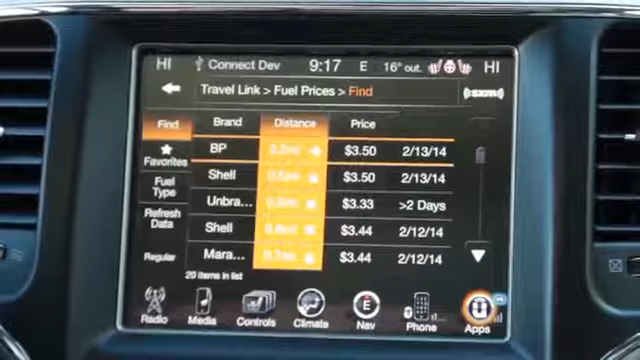 HI Connect Dev 9:17 E 16° out. HI
Travel Link > Fuel Prices > Find
((sxm))
Find Brand Distance Price
BP $3.50 2/13/14
Favorites
Shell $3.50 2/13/14
Fuel Type
Unbra... $3.33 >2 Days
Refresh Data
Shell $3.44 2/12/14
Regular
Mara... $3.44 2/12/14
20 items in list
Radio Media Controls Climate E Nav Phone Apps